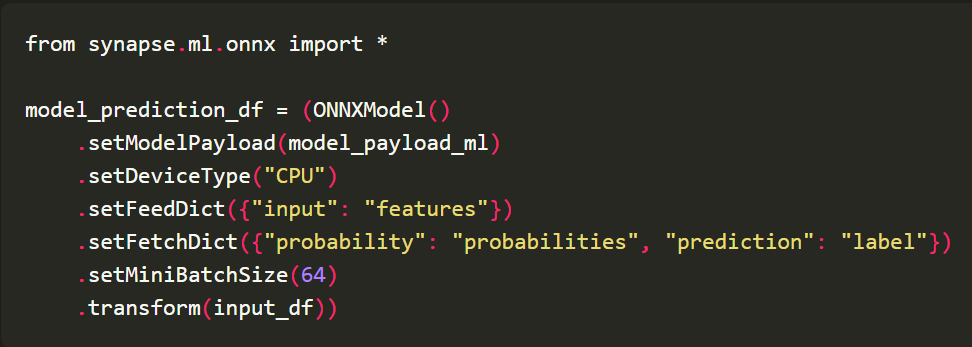 from synapse.ml.onnx import *
model_prediction_df = (ONNXModel()
.setModelPayload(model_payload_ml)
.setDeviceType("CPU")
.setFeedDict({"input": "features"})
.setFetchDict({"probability": "probabilities", "prediction": "label"})
.setMiniBatchSize(64)
.transform(input_df))